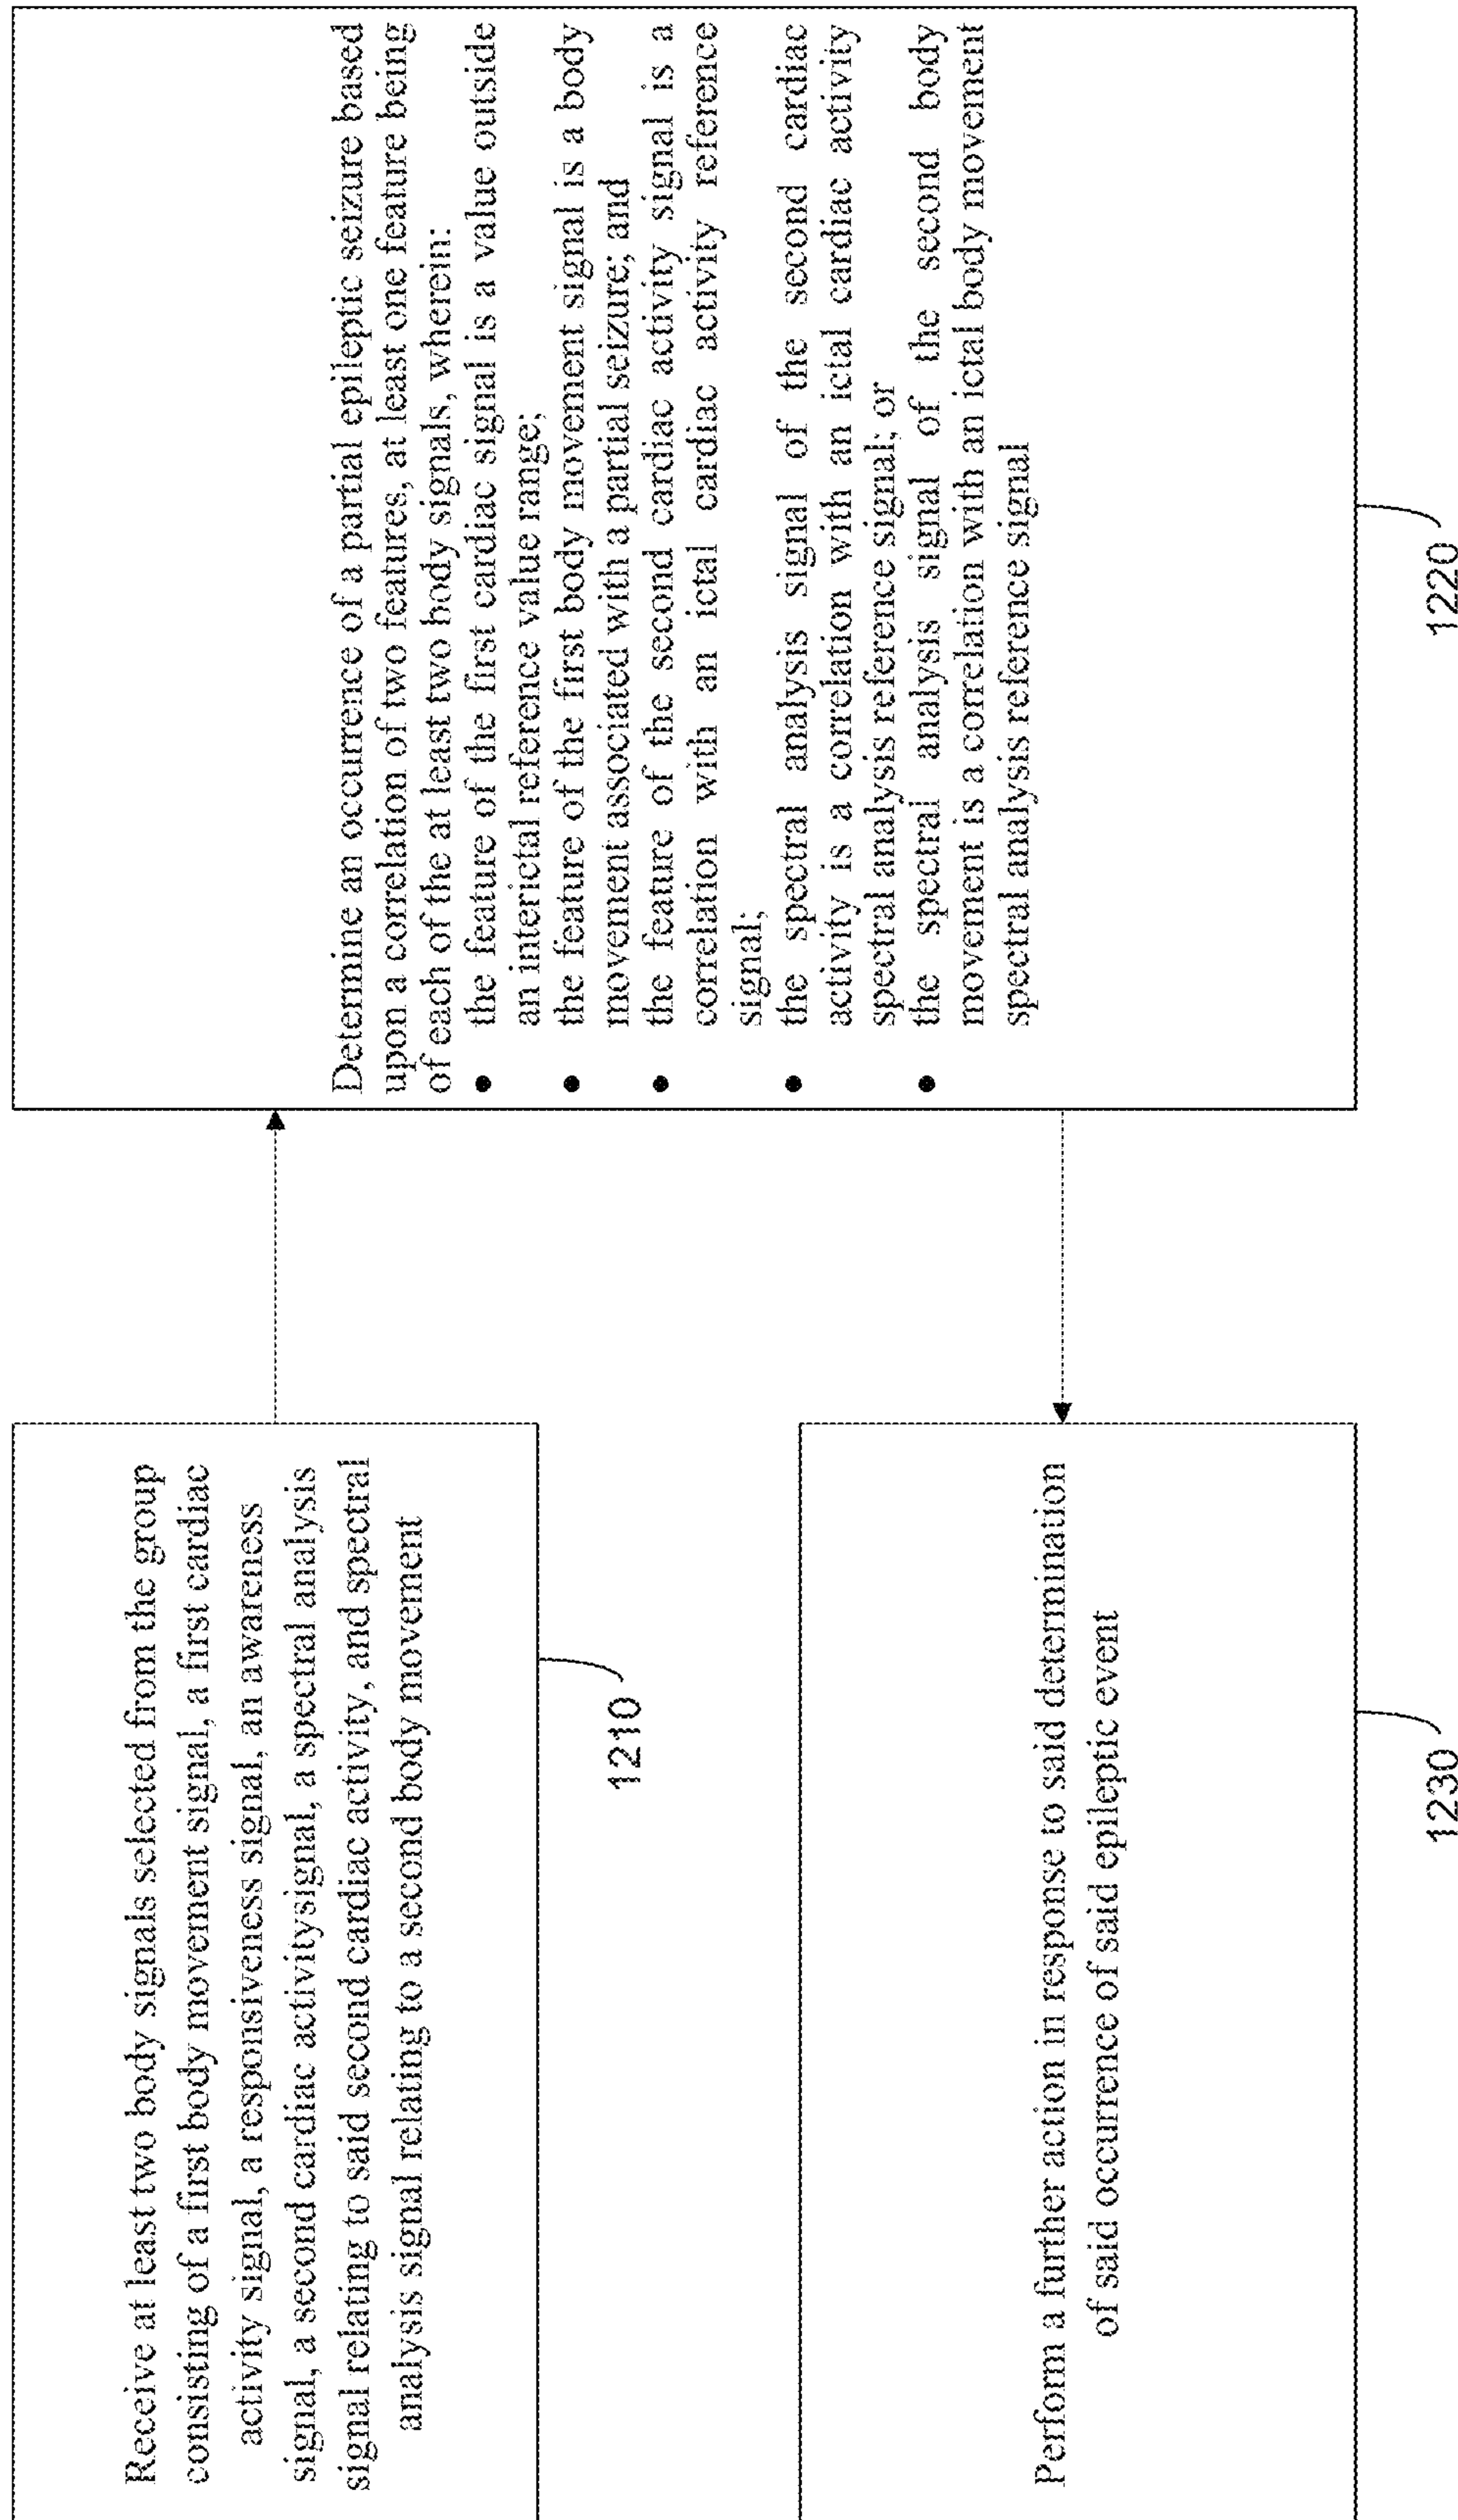 Receive at least two body signals selected from the group
consisting of a first body movement signal, a first cardiac
activity signal, a responsiveness signal, an awareness
signal, a second cardiac activitysignal, a spectral analysis
signal relating to said second cardiac activity, and spectral
analysis signal relating to a second body movement
1210
Determine an occurrence of a partial epileptic seizure based
upon a correlation of two features, at least one feature being
of each of the at least two body signals, wherein:
• the feature of the first cardiac signal is a value outside
an interictal reference value range;
• the feature of the first body movement signal is a body
movement associated with a partial seizure; and
• the feature of the second cardiac activity signal is a
correlation with an ictal cardiac activity reference
signal;
• the spectral analysis signal of the second cardiac
activity is a correlation with an ictal cardiac activity
spectral analysis reference signal; or
• the spectral analysis signal of the second body
movement is a correlation with an ictal body movement
spectral analysis reference signal
1220
Perform a further action in response to said determination
of said occurrence of said epileptic event
1230